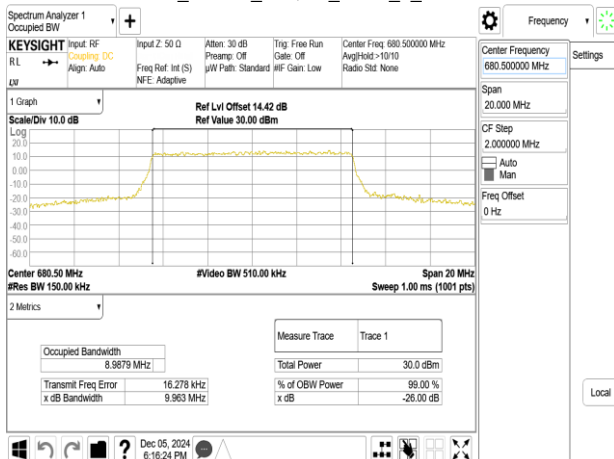 Spectrum Analyzer 1
Occupied BW
Frequency
KEYSIGHT
RL
Input: RF
Coupling: DC
Align: Auto
Input Z: 50 Ω
Freq Ref: Int (S)
NFE: Adaptive
Atten: 30 dB
Preamp: Off
µW Path: Standard
Trig: Free Run
Gate: Off
#IF Gain: Low
Center Freq: 680.500000 MHz
Avg|Hold:>10/10
Radio Std: None
Center Frequency
680.500000 MHz
Settings
Span
20.000 MHz
CF Step
2.000000 MHz
Auto
Man
Freq Offset
0 Hz
1 Graph
Scale/Div 10.0 dB
Ref Lvl Offset 14.42 dB
Ref Value 30.00 dBm
Log
20.0
10.0
0.00
-10.0
-20.0
-30.0
-40.0
-50.0
-60.0
Center 680.50 MHz
#Video BW 510.00 kHz
Span 20 MHz
#Res BW 150.00 kHz
Sweep 1.00 ms (1001 pts)
2 Metrics
Measure Trace
Trace 1
Occupied Bandwidth
8.9879 MHz
Total Power
30.0 dBm
Transmit Freq Error
16.278 kHz
% of OBW Power
99.00 %
x dB Bandwidth
9.963 MHz
x dB
-26.00 dB
Local
?
Dec 05, 2024
6:16:24 PM